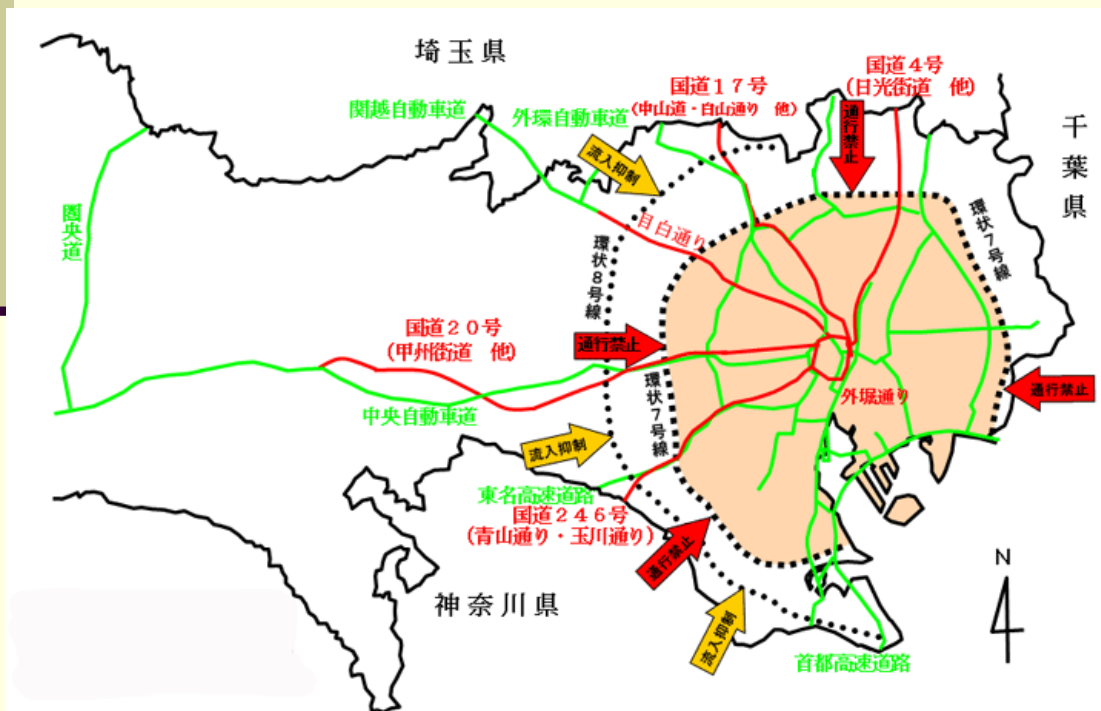 埼玉県
国道4号
(日光街道 他)
国道17号
(中山道・白山通り 他)
関越自動車道
外環自動車道
通行禁止
千葉県
流入抑制
圏央道
目白通り
環状7号線
環状8号線
国道20号
(甲州街道 他)
通行禁止
環状7号線
通行禁止
外堀通り
中央自動車道
流入抑制
東名高速道路
国道246号
(青山通り・玉川通り)
通行禁止
N
神奈川県
流入抑制
首都高速道路